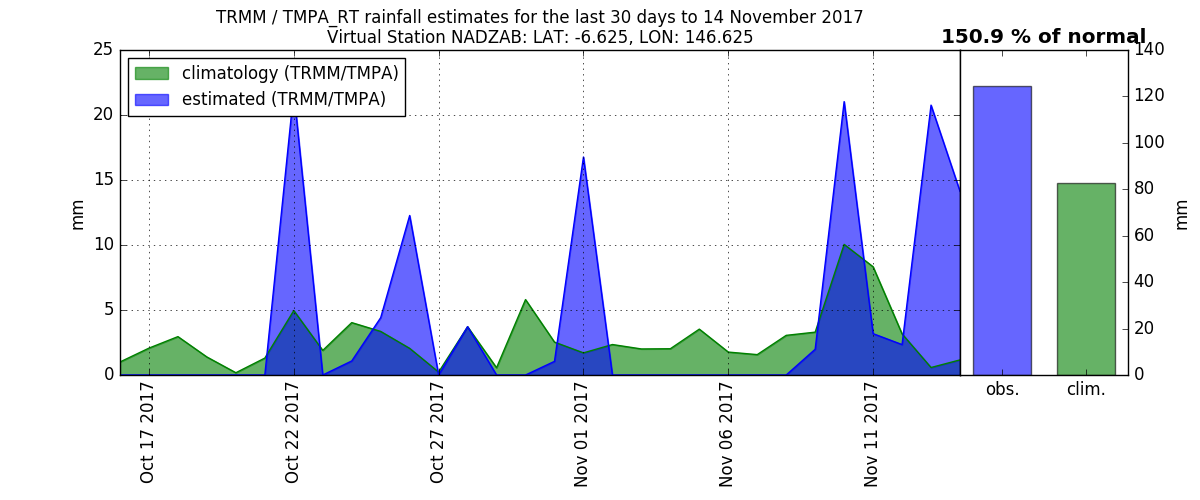 TRMM / TMPA_RT rainfall estimates for the last 30 days to 14 November 2017
Virtual Station NADZAB: LAT: -6.625, LON: 146.625
150.9 % of normal
climatology (TRMM/TMPA)
estimated (TRMM/TMPA)
25
20
15
10
5
0
mm
Oct 17 2017
Oct 22 2017
Oct 27 2017
Nov 01 2017
Nov 06 2017
Nov 11 2017
140
120
100
80
60
40
20
0
mm
obs.
clim.